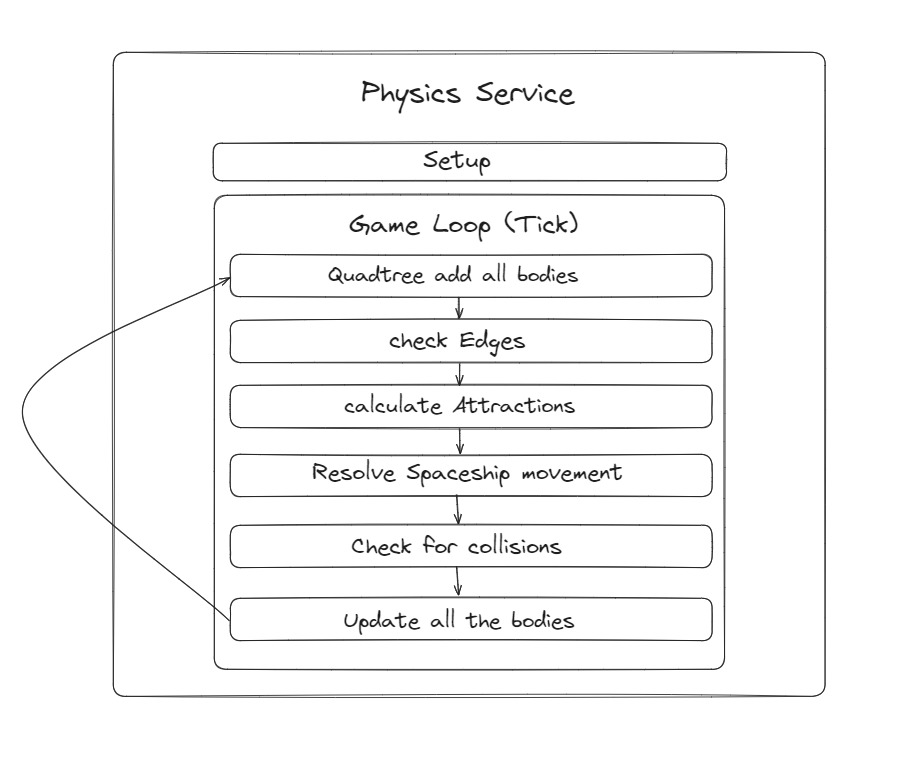 Physics Service
Setup
Game Loop (Tick)
Quadtree add all bodies
check Edges
calculate Attractions
Resolve Spaceship movement
Check for collisions
Update all the bodies